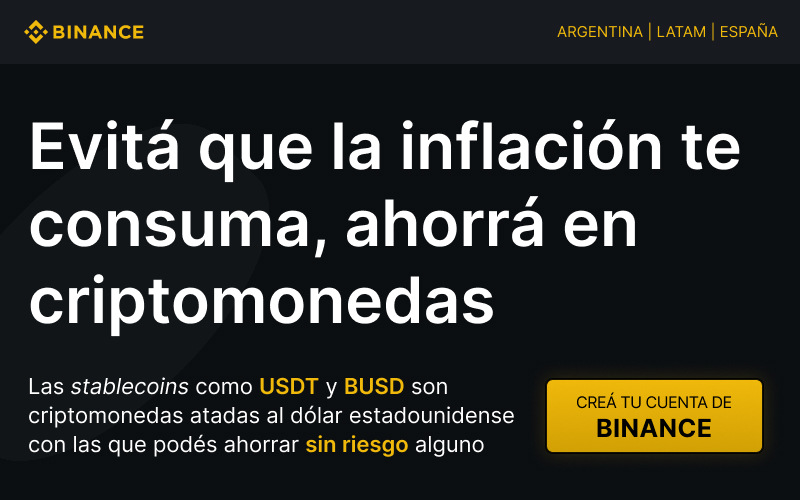 BINANCE
ARGENTINA | LATAM | ESPAÑA
Evitá que la inflación te
consuma, ahorrá en
criptomonedas
Las stablecoins como USDT y BUSD son
criptomonedas atadas al dólar estadounidense
con las que podés ahorrar sin riesgo alguno
CREÁ TU CUENTA DE
BINANCE